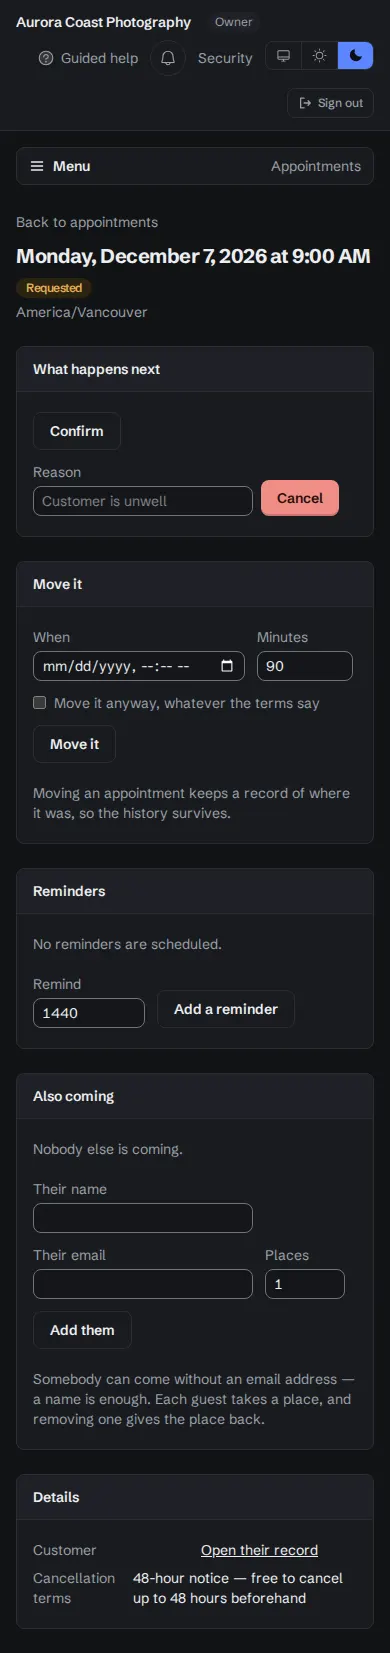 Aurora Coast Photography Owner
Guided help Security
Sign out
Menu Appointments
Back to appointments
Monday, December 7, 2026 at 9:00 AM
Requested
America/Vancouver
What happens next
Confirm
Reason
Customer is unwell Cancel
Move it
When Minutes
mm/dd/yyyy, --:-- -- 90
Move it anyway, whatever the terms say
Move it
Moving an appointment keeps a record of where
it was, so the history survives.
Reminders
No reminders are scheduled.
Remind
1440 Add a reminder
Also coming
Nobody else is coming.
Their name
Their email Places
1
Add them
Somebody can come without an email address —
a name is enough. Each guest takes a place, and
removing one gives the place back.
Details
Customer Open their record
Cancellation 48-hour notice — free to cancel
terms up to 48 hours beforehand